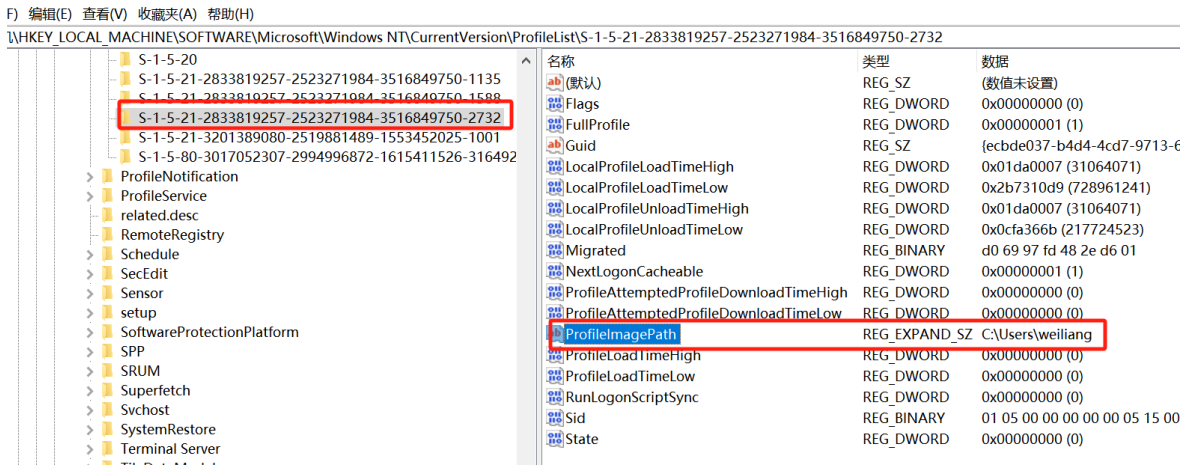 F) 编辑(E) 查看(V) 收藏夹(A) 帮助(H)
\HKEY_LOCAL_MACHINE\SOFTWARE\Microsoft\Windows NT\CurrentVersion\ProfileList\S-1-5-21-2833819257-2523271984-3516849750-2732
S-1-5-20
S-1-5-21-2833819257-2523271984-3516849750-1135
S-1-5-21-2833819257-2523271984-3516849750-1588
S-1-5-21-2833819257-2523271984-3516849750-2732
S-1-5-21-3201389080-2519881489-1553452025-1001
S-1-5-80-3017052307-2994996872-1615411526-316492
ProfileNotification
ProfileService
related.desc
RemoteRegistry
Schedule
SecEdit
Sensor
setup
SoftwareProtectionPlatform
SPP
SRUM
Superfetch
Svchost
SystemRestore
Terminal Server
名称 类型 数据
(默认) REG_SZ (数值未设置)
Flags REG_DWORD 0x00000000 (0)
FullProfile REG_DWORD 0x00000001 (1)
Guid REG_SZ {ecbde037-b4d4-4cd7-9713-6
LocalProfileLoadTimeHigh REG_DWORD 0x01da0007 (31064071)
LocalProfileLoadTimeLow REG_DWORD 0x2b7310d9 (728961241)
LocalProfileUnloadTimeHigh REG_DWORD 0x01da0007 (31064071)
LocalProfileUnloadTimeLow REG_DWORD 0x0cfa366b (217724523)
Migrated REG_BINARY d0 69 97 fd 48 2e d6 01
NextLogonCacheable REG_DWORD 0x00000001 (1)
ProfileAttemptedProfileDownloadTimeHigh REG_DWORD 0x00000000 (0)
ProfileAttemptedProfileDownloadTimeLow REG_DWORD 0x00000000 (0)
ProfileImagePath REG_EXPAND_SZ C:\Users\weiliang
ProfileLoadTimeHigh REG_DWORD 0x00000000 (0)
ProfileLoadTimeLow REG_DWORD 0x00000000 (0)
RunLogonScriptSync REG_DWORD 0x00000000 (0)
Sid REG_BINARY 01 05 00 00 00 00 00 05 15 00
State REG_DWORD 0x00000000 (0)